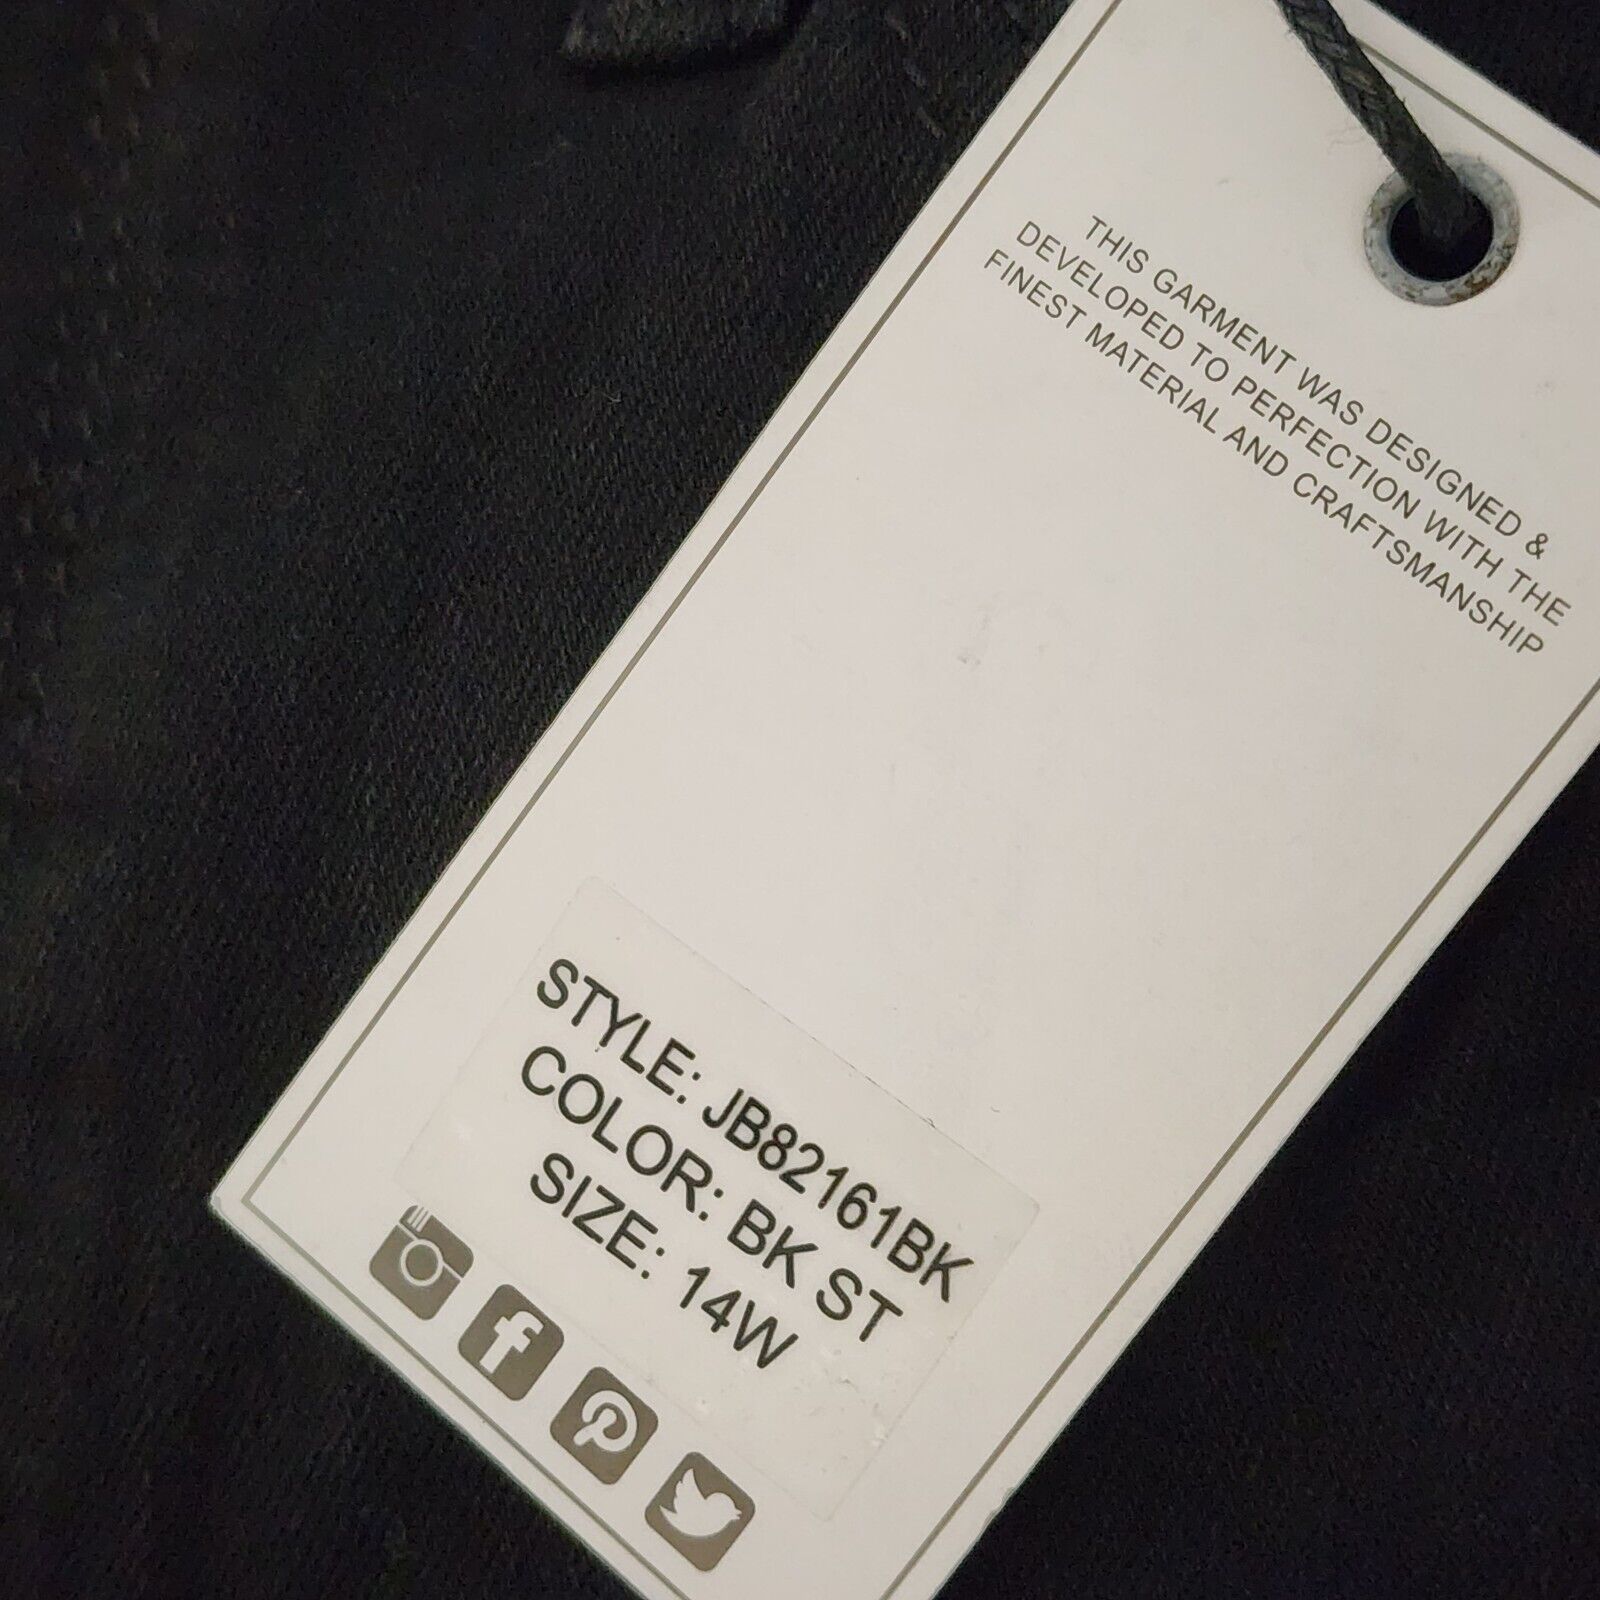 THIS GARMENT WAS DESIGNED &
DEVELOPED TO PERFECTION WITH THE
FINEST MATERIAL AND CRAFTSMANSHIP
STYLE: JB82161BK
COLOR: BK ST
SIZE: 14W